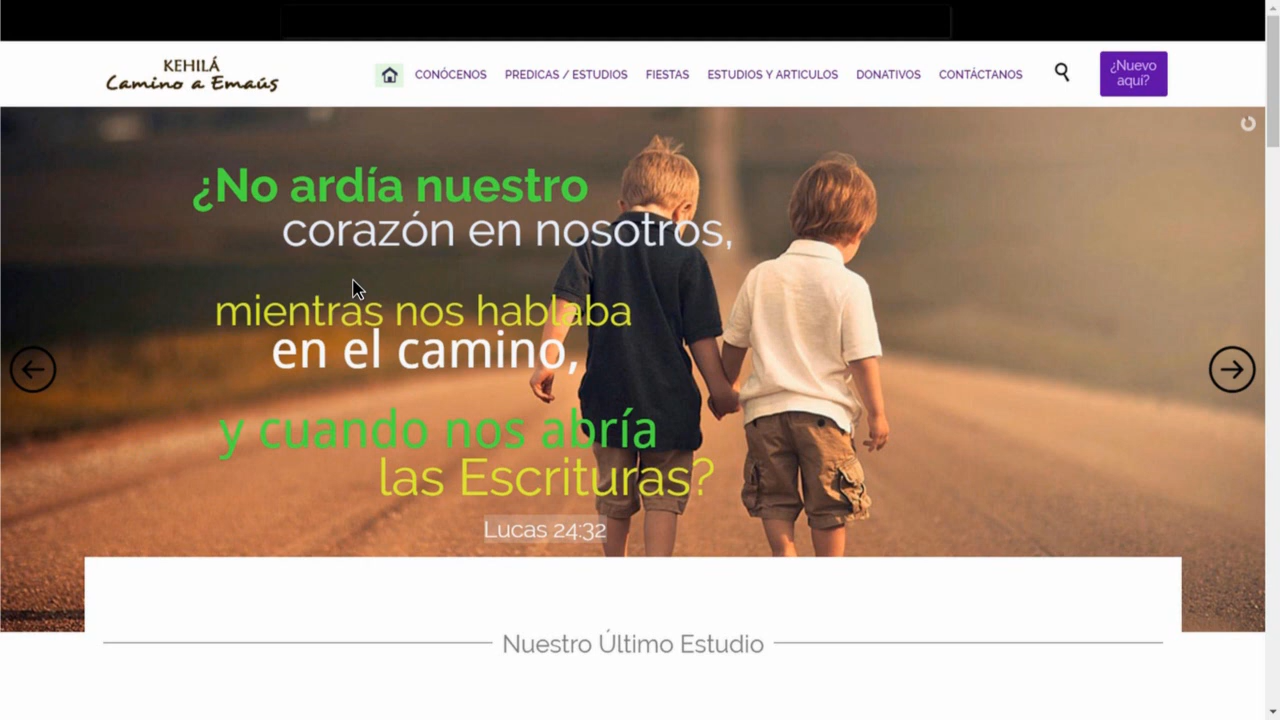 KEHILÁ
Camino a Emaús
CONÓCENOS PREDICAS / ESTUDIOS FIESTAS ESTUDIOS Y ARTICULOS DONATIVOS CONTÁCTANOS
¿Nuevo
aquí?
¿No ardía nuestro
corazón en nosotros,
mientras nos hablaba
en el camino,
y cuando nos abría
las Escrituras?
Lucas 24:32
Nuestro Último Estudio